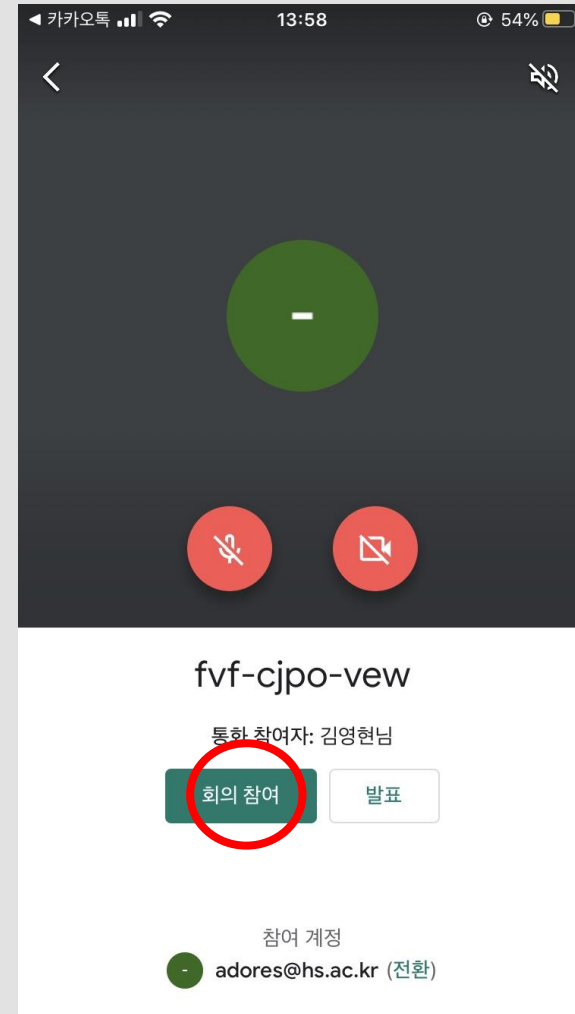 ◀ 카카오톡 13:58 54%
-
fvf-cjpo-vew
통화 참여자: 김영현님
회의 참여 발표
참여 계정
- adores@hs.ac.kr (전환)